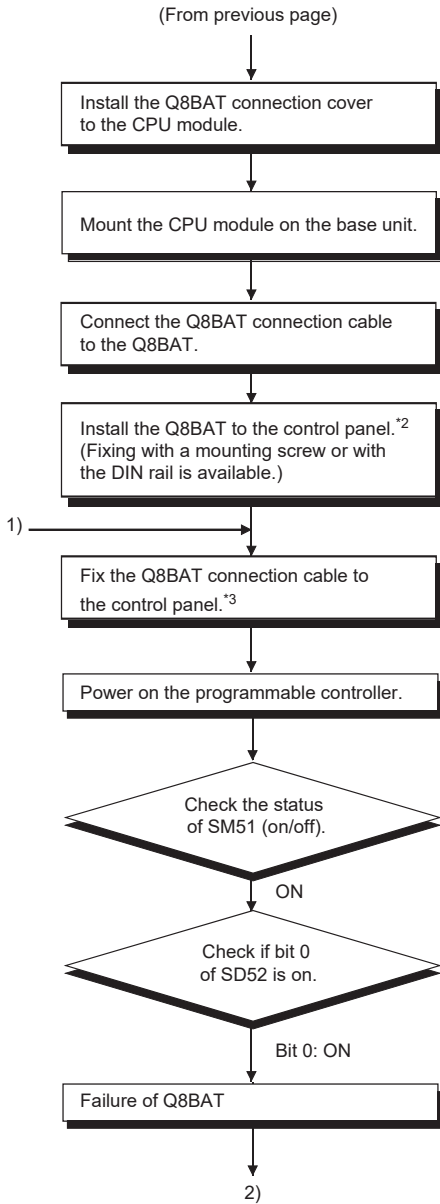 (From previous page)
Install the Q8BAT connection cover
to the CPU module.
Mount the CPU module on the base unit.
Connect the Q8BAT connection cable
to the Q8BAT.
Install the Q8BAT to the control panel.*2
(Fixing with a mounting screw or with
the DIN rail is available.)
1)
Fix the Q8BAT connection cable to
the control panel.*3
Power on the programmable controller.
Check the status
of SM51 (on/off).
ON
Check if bit 0
of SD52 is on.
Bit 0: ON
Failure of Q8BAT
2)